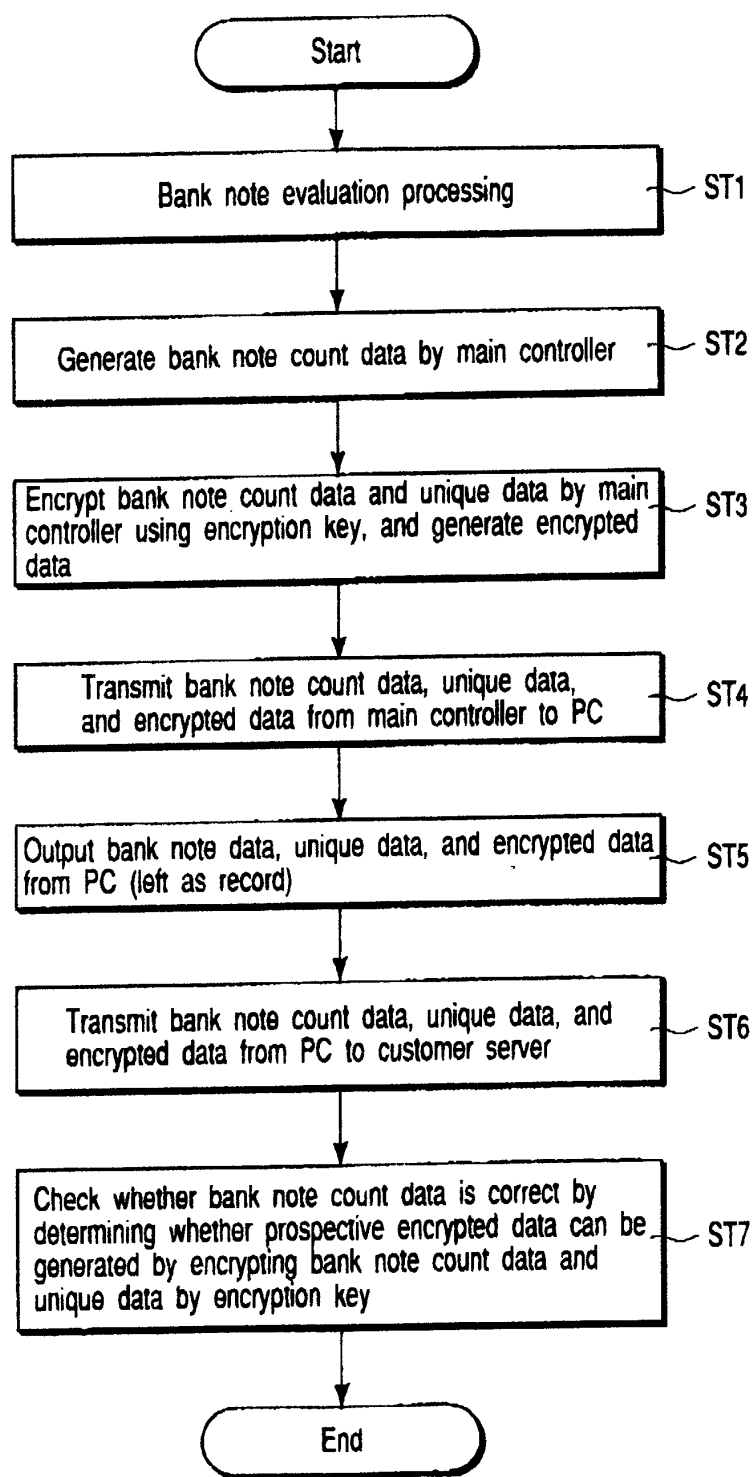 Start
Bank note evaluation processing
ST1
Generate bank note count data by main controller
ST2
Encrypt bank note count data and unique data by main
controller using encryption key, and generate encrypted
data
ST3
Transmit bank note count data, unique data,
and encrypted data from main controller to PC
ST4
Output bank note data, unique data, and encrypted data
from PC (left as record)
ST5
Transmit bank note count data, unique data, and
encrypted data from PC to customer server
ST6
Check whether bank note count data is correct by
determining whether prospective encrypted data can be
generated by encrypting bank note count data and
unique data by encryption key
ST7
End